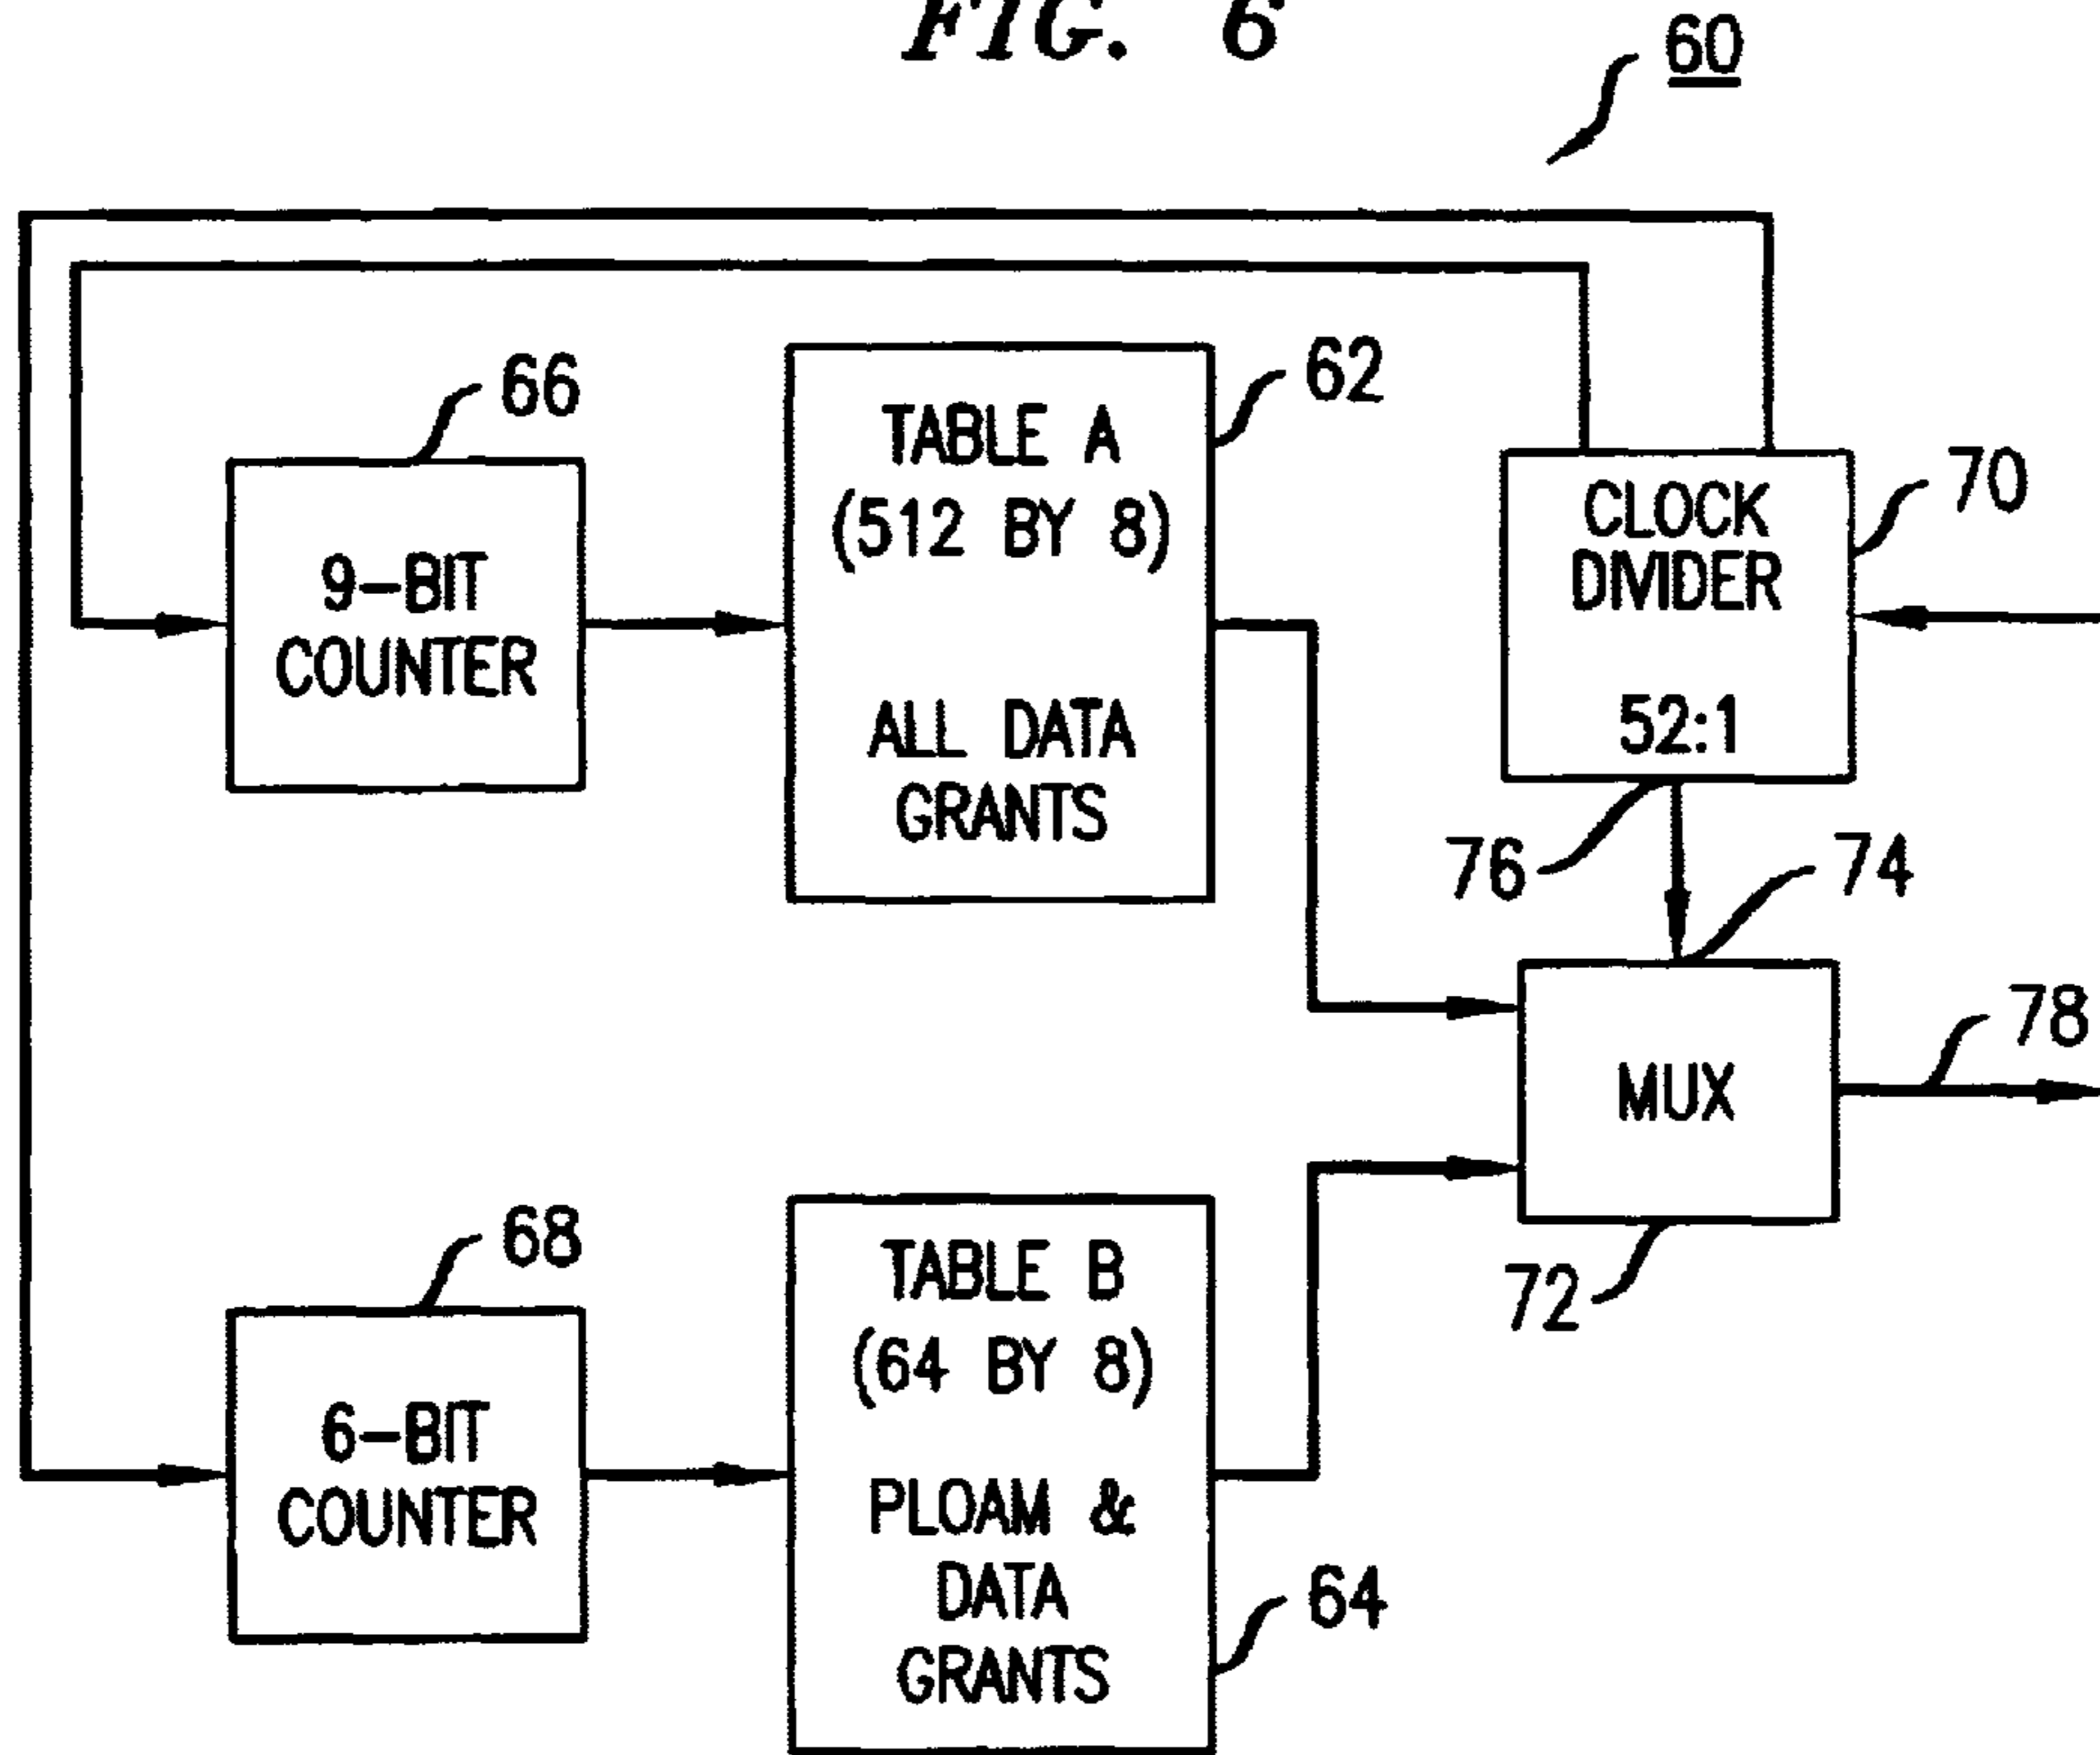 FIG. 6
60
66
9-BIT
COUNTER
62
TABLE A
(512 BY 8)
ALL DATA
GRANTS
70
CLOCK
DIVIDER
52:1
76
74
MUX
78
72
68
6-BIT
COUNTER
TABLE B
(64 BY 8)
PLOAM &
DATA
GRANTS
64